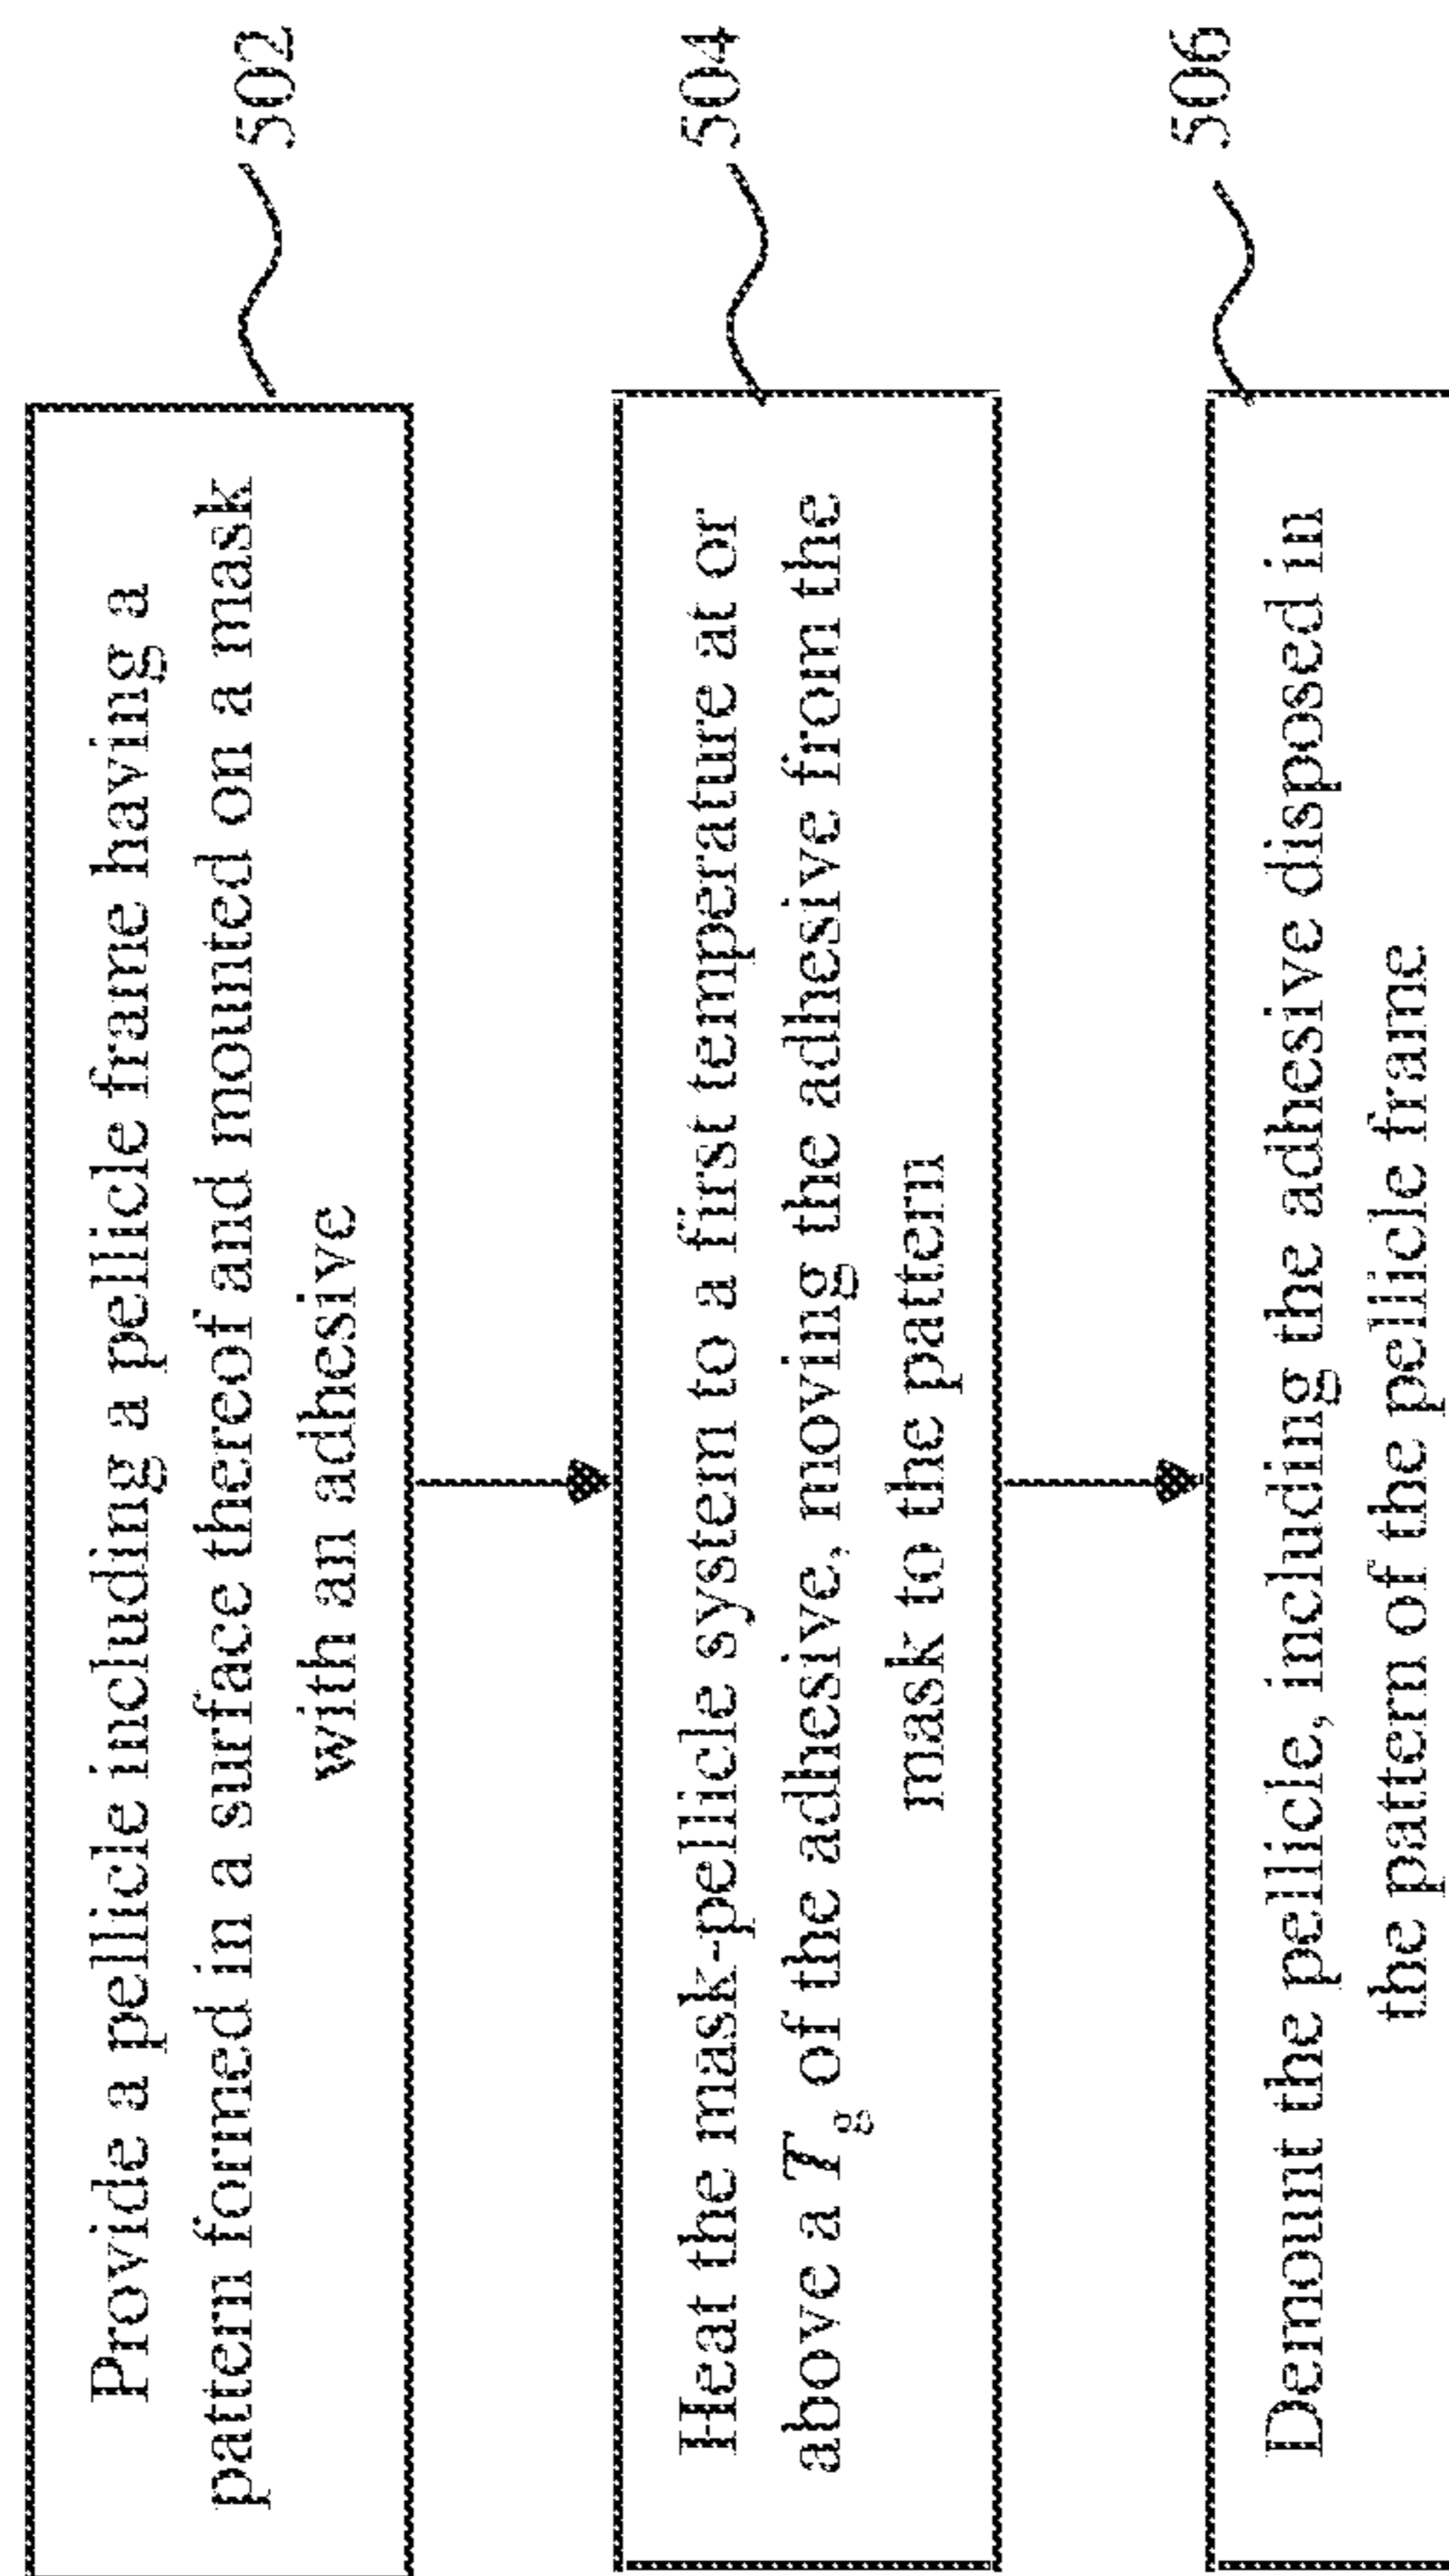 Provide a pellicle including a pellicle frame having a
pattern formed in a surface thereof and mounted on a mask
with an adhesive
502
Heat the mask-pellicle system to a first temperature at or
above a Tg of the adhesive, moving the adhesive from the
mask to the pattern
504
Demount the pellicle, including the adhesive disposed in
the pattern of the pellicle frame
506